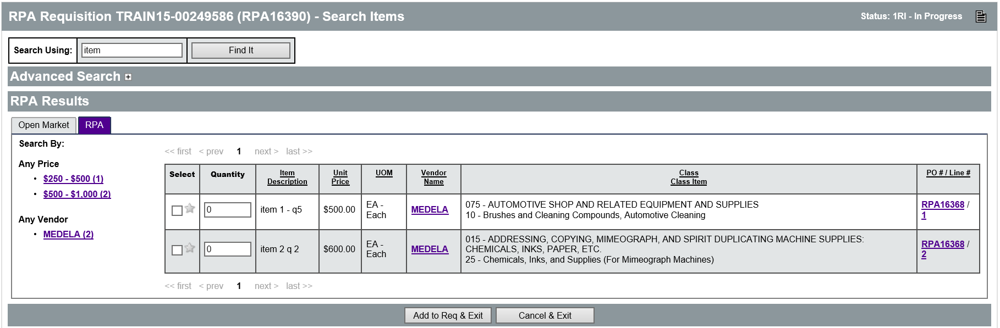 RPA Requisition TRAIN15-00249586 (RPA16390) - Search Items
Status: 1RI - In Progress
Search Using: item Find It
Advanced Search
RPA Results
Open Market RPA
Search By:
Any Price
• $250 - $500 (1)
• $500 - $1,000 (2)
Any Vendor
• MEDELA (2)
<< first < prev 1 next > last >>
Select Quantity Item Description Unit Price UOM Vendor Name Class Class Item PO # / Line #
0 item 1 - q5 $500.00 EA - Each MEDELA 075 - AUTOMOTIVE SHOP AND RELATED EQUIPMENT AND SUPPLIES
10 - Brushes and Cleaning Compounds, Automotive Cleaning
RPA16368 / 1
0 item 2 q 2 $600.00 EA - Each MEDELA 015 - ADDRESSING, COPYING, MIMEOGRAPH, AND SPIRIT DUPLICATING MACHINE SUPPLIES:
CHEMICALS, INKS, PAPER, ETC.
25 - Chemicals, Inks, and Supplies (For Mimeograph Machines)
RPA16368 / 2
<< first < prev 1 next > last >>
Add to Req & Exit Cancel & Exit